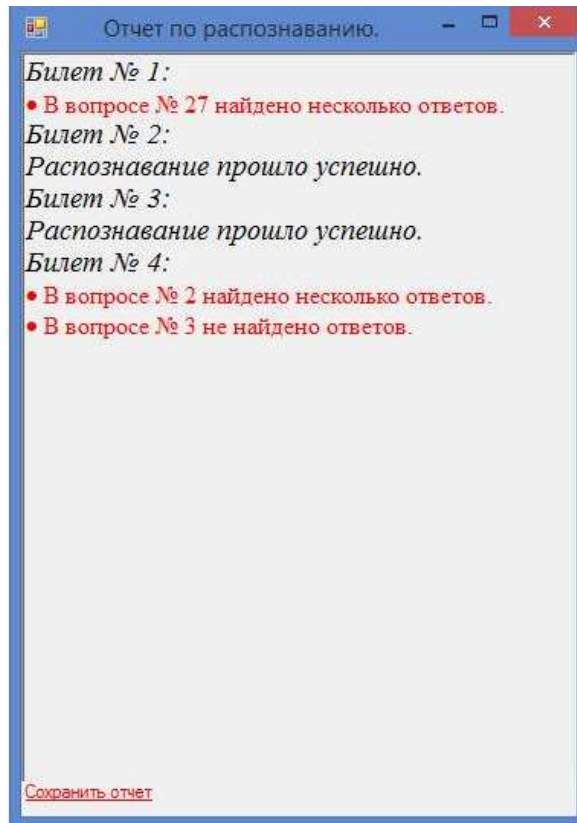 Отчет по распознаванию.
Билет № 1:
• В вопросе № 27 найдено несколько ответов.
Билет № 2:
Распознавание прошло успешно.
Билет № 3:
Распознавание прошло успешно.
Билет № 4:
• В вопросе № 2 найдено несколько ответов.
• В вопросе № 3 не найдено ответов.
Сохранить отчет